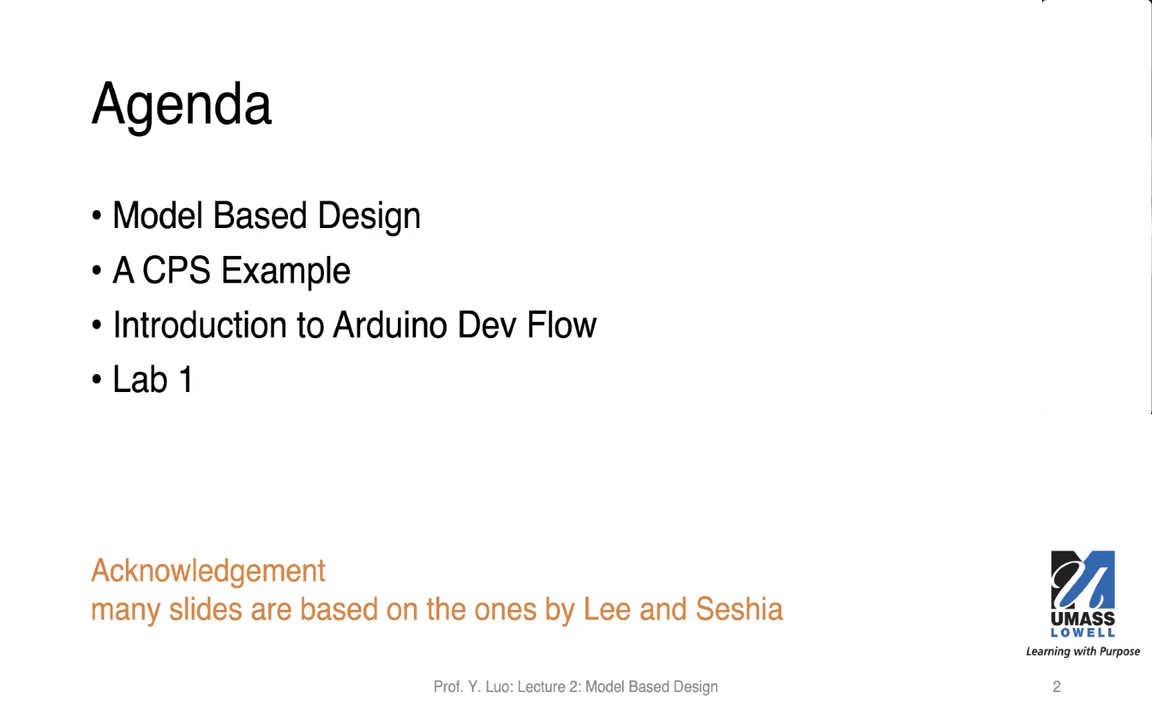 Agenda
• Model Based Design
• A CPS Example
• Introduction to Arduino Dev Flow
• Lab 1
Acknowledgement
many slides are based on the ones by Lee and Seshia
UMASS
LOWELL
Learning with Purpose
Prof. Y. Luo: Lecture 2: Model Based Design
2